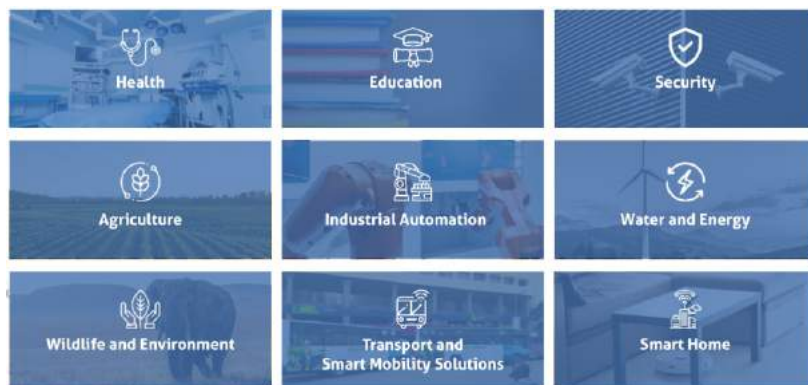 Health
Education
Security
Agriculture
Industrial Automation
Water and Energy
Wildlife and Environment
Transport and
Smart Mobility Solutions
Smart Home